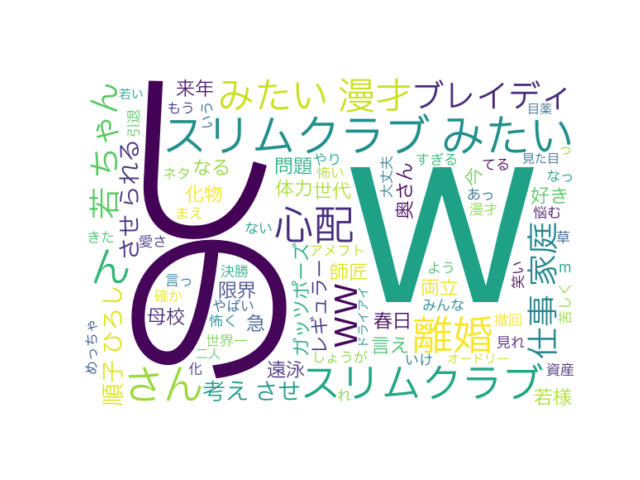 来年
みたい 漫才
ブレイディ
若い
もう
いう
引退
目薬
スリムクラブ みたい
若 ちゃん
し
W
の
ネタ
なる
問題
やり
大丈夫
すぎる
今
てる
見た目
っ
させ られる
化物
まえ
体力
世代
怖い
奥さん
あっ
漫才
好き
なっ
悩む
きた
愛さ
ない
心配
ん
アメフト
よう
笑い
草
言っ
決勝
ガッツポーズ
レギュラー
師匠
両立
みんな
仕事 家庭
m
苦しく
確か
やばい
限界
ww
ドライアイ
順子 ひろし
母校
怖く
急
春日
離婚
撤回
めっちゃ
世界一
二人
しょうが
言え
見れ
いけ
オードリー
さん
化
遠泳
考え させ
スリムクラブ
れ
資産
若様